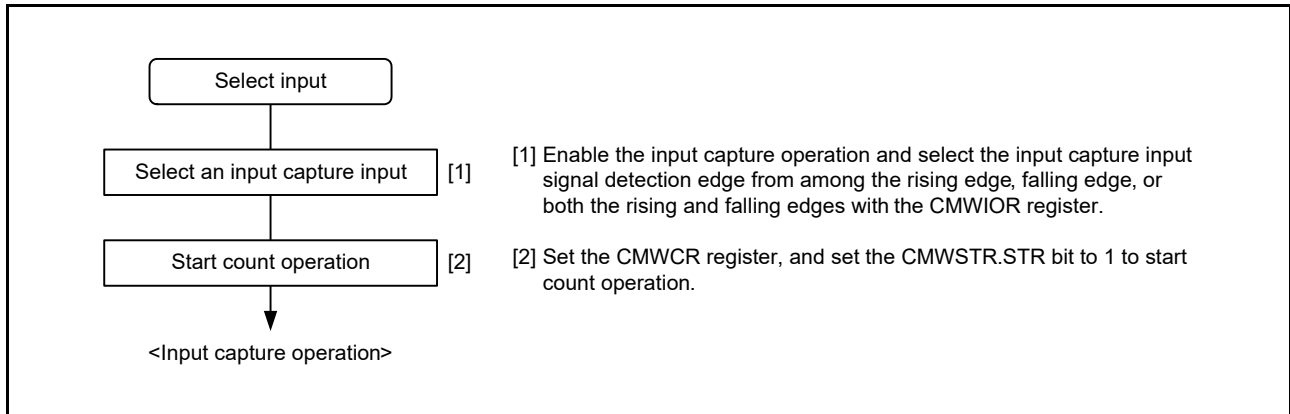 Select input
Select an input capture input [1]
[1] Enable the input capture operation and select the input capture input
signal detection edge from among the rising edge, falling edge, or
both the rising and falling edges with the CMWIOR register.
Start count operation [2]
[2] Set the CMWCR register, and set the CMWSTR.STR bit to 1 to start
count operation.
<Input capture operation>